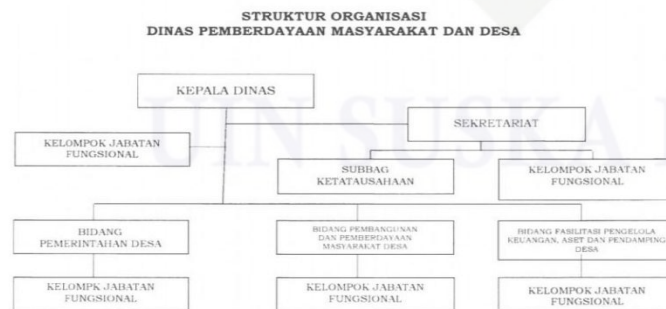 STRUKTUR ORGANISASI
DINAS PEMBERDAYAAN MASYARAKAT DAN DESA
KEPALA DINAS
SEKRETARIAT
KELOMPOK JABATAN
FUNGSIONAL
SUBBAG
KETATAUSAHAAN
KELOMPOK JABATAN
FUNGSIONAL
BIDANG
PEMERINTAHAN DESA
BIDANG PEMBANGUNAN
DAN PEMBERDAYAAN
MASYARAKAT DESA
BIDANG FASILITASI PENGELOLA
KEUANGAN, ASET DAN PENDAMPING
DESA
KELOMPK JABATAN
FUNGSIONAL
KELOMPOK JABATAN
FUNGSIONAL
KELOMPOK JABATAN
FUNGSIONAL
UIN SUSKA